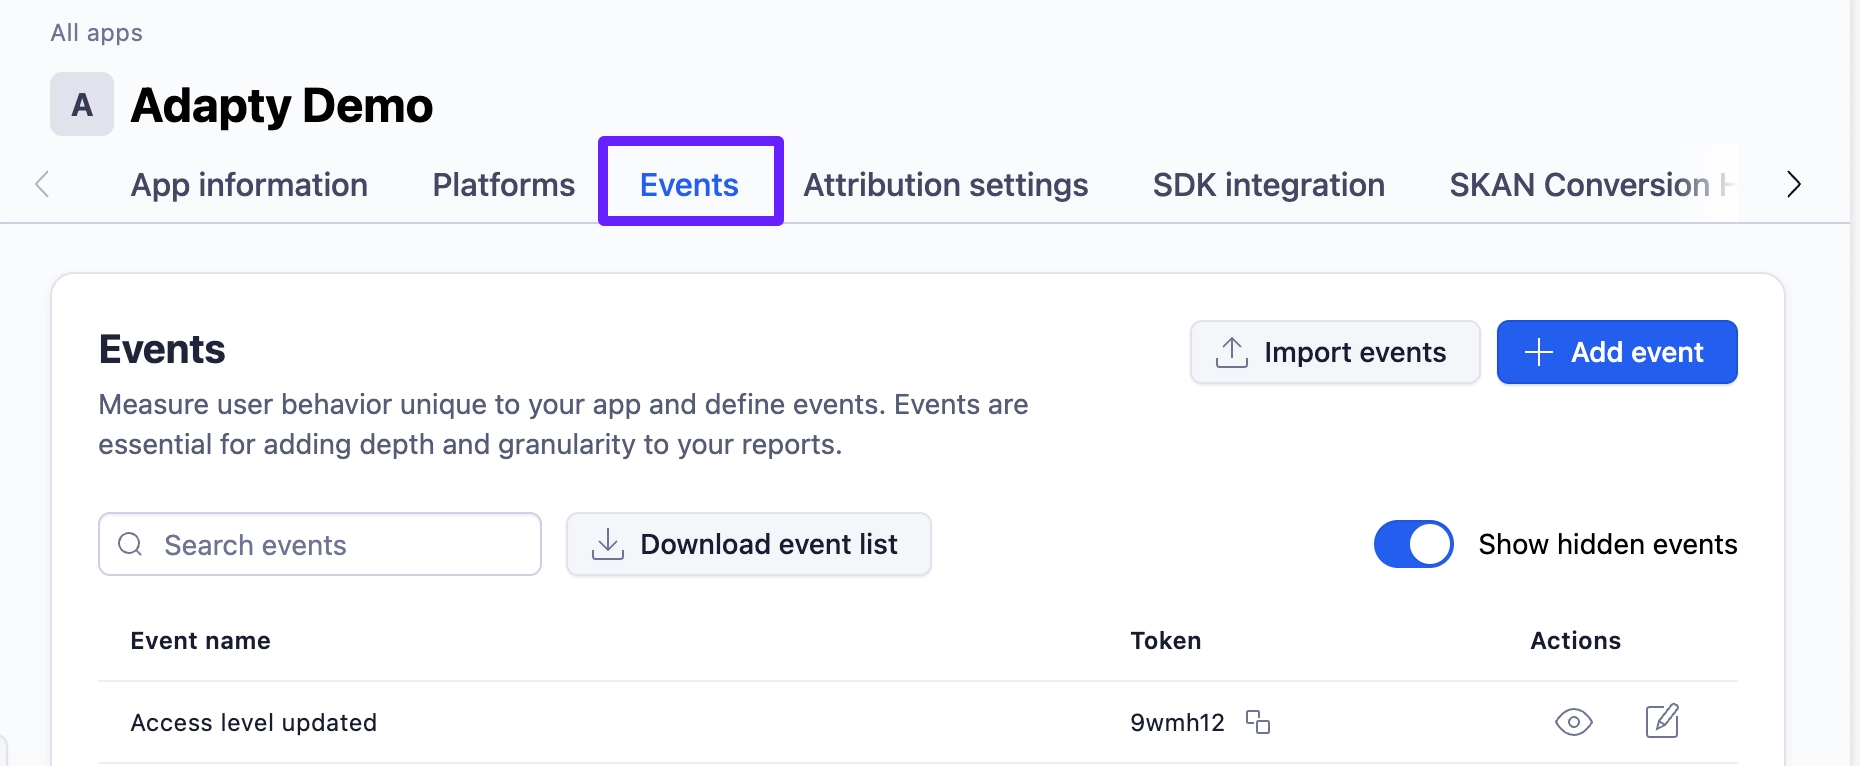 All apps
A Adapty Demo
App information Platforms Events Attribution settings SDK integration SKAN Conversion
Events
Import events Add event
Measure user behavior unique to your app and define events. Events are
essential for adding depth and granularity to your reports.
Search events Download event list Show hidden events
Event name Token Actions
Access level updated 9wmh12